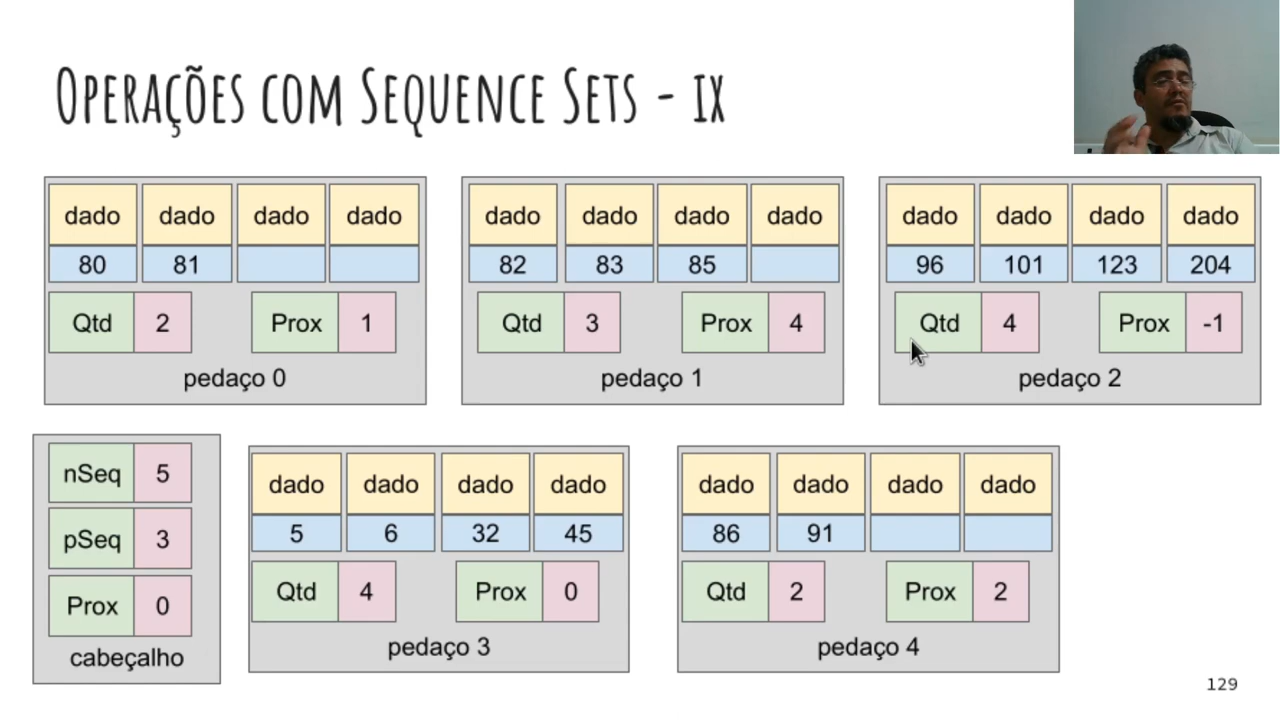 OPERAÇÕES COM SEQUENCE SETS - IX
dado dado dado dado
80 81
Qtd 2 Prox 1
pedaço 0
dado dado dado dado
82 83 85
Qtd 3 Prox 4
pedaço 1
dado dado dado dado
96 101 123 204
Qtd 4 Prox -1
pedaço 2
nSeq 5
pSeq 3
Prox 0
cabeçalho
dado dado dado dado
5 6 32 45
Qtd 4 Prox 0
pedaço 3
dado dado dado dado
86 91
Qtd 2 Prox 2
pedaço 4
129